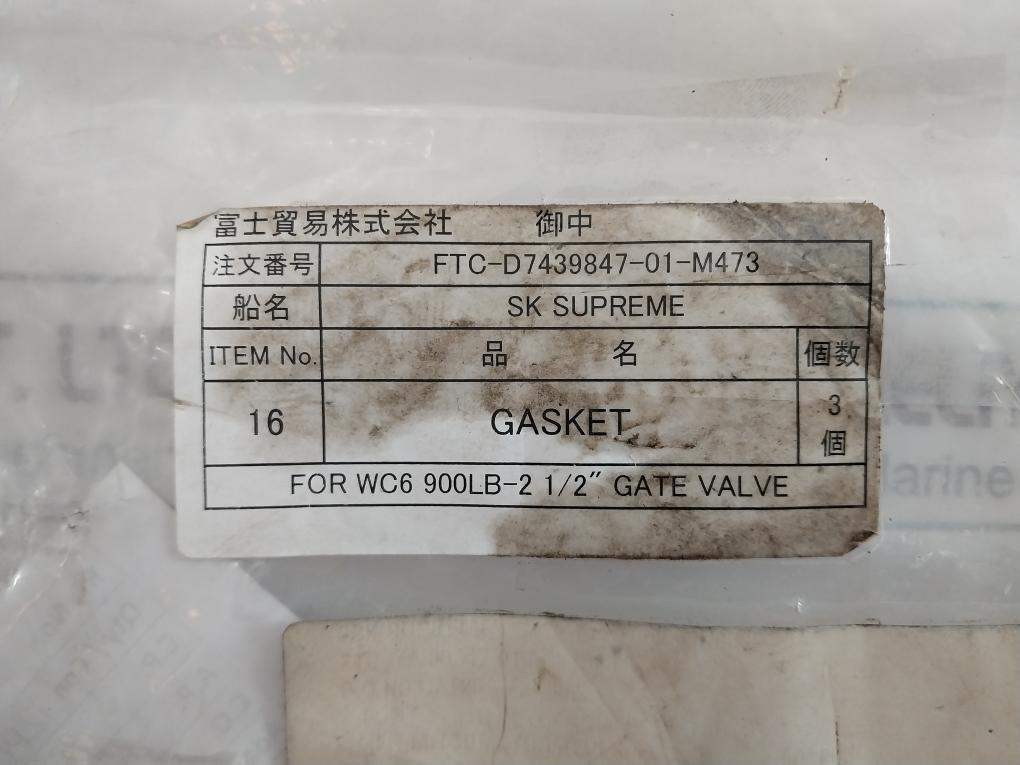 富士貿易株式会社 御中
注文番号 FTC-D7439847-01-M473
船名 SK SUPREME
ITEM No. 品 名 個数
16 GASKET 3個
FOR WC6 900LB-2 1/2″ GATE VALVE
Marine